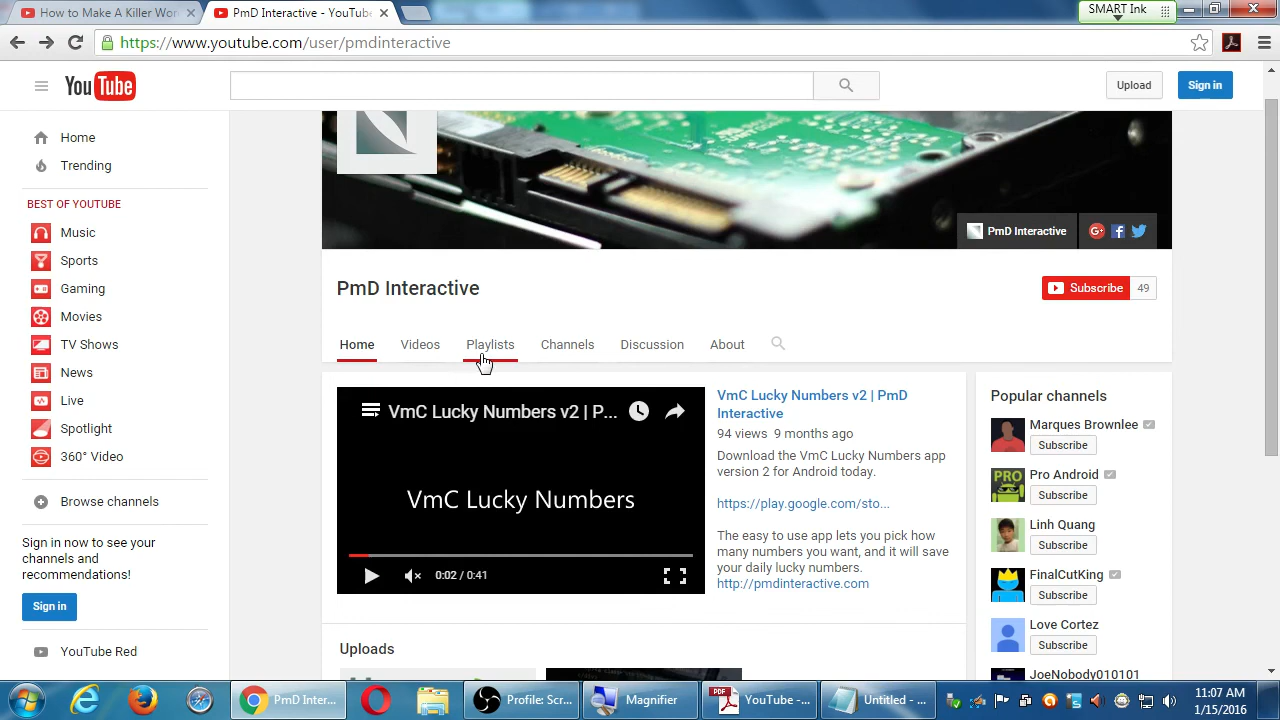 How to Make A Killer Wor
PmD Interactive - YouTube
SMART Ink
https://www.youtube.com/user/pmdinteractive
YouTube
Upload
Sign in
Home
Trending
BEST OF YOUTUBE
Music
Sports
Gaming
Movies
TV Shows
News
Live
Spotlight
360° Video
Browse channels
Sign in now to see your
channels and
recommendations!
Sign in
YouTube Red
PmD Interactive
PmD Interactive
Subscribe 49
Home Videos Playlists Channels Discussion About
VmC Lucky Numbers v2 | P...
VmC Lucky Numbers
0:02 / 0:41
VmC Lucky Numbers v2 | PmD
Interactive
94 views 9 months ago
Download the VmC Lucky Numbers app
version 2 for Android today.
https://play.google.com/sto...
The easy to use app lets you pick how
many numbers you want, and it will save
your daily lucky numbers.
http://pmdinteractive.com
Uploads
Popular channels
Marques Brownlee
Subscribe
Pro Android
PRO
Subscribe
Linh Quang
Subscribe
FinalCutKing
Subscribe
Love Cortez
Subscribe
JoeNobody010101
PmD Inter...
Profile: Scr...
Magnifier
PDF
YouTube -...
Untitled - ...
11:07 AM
1/15/2016